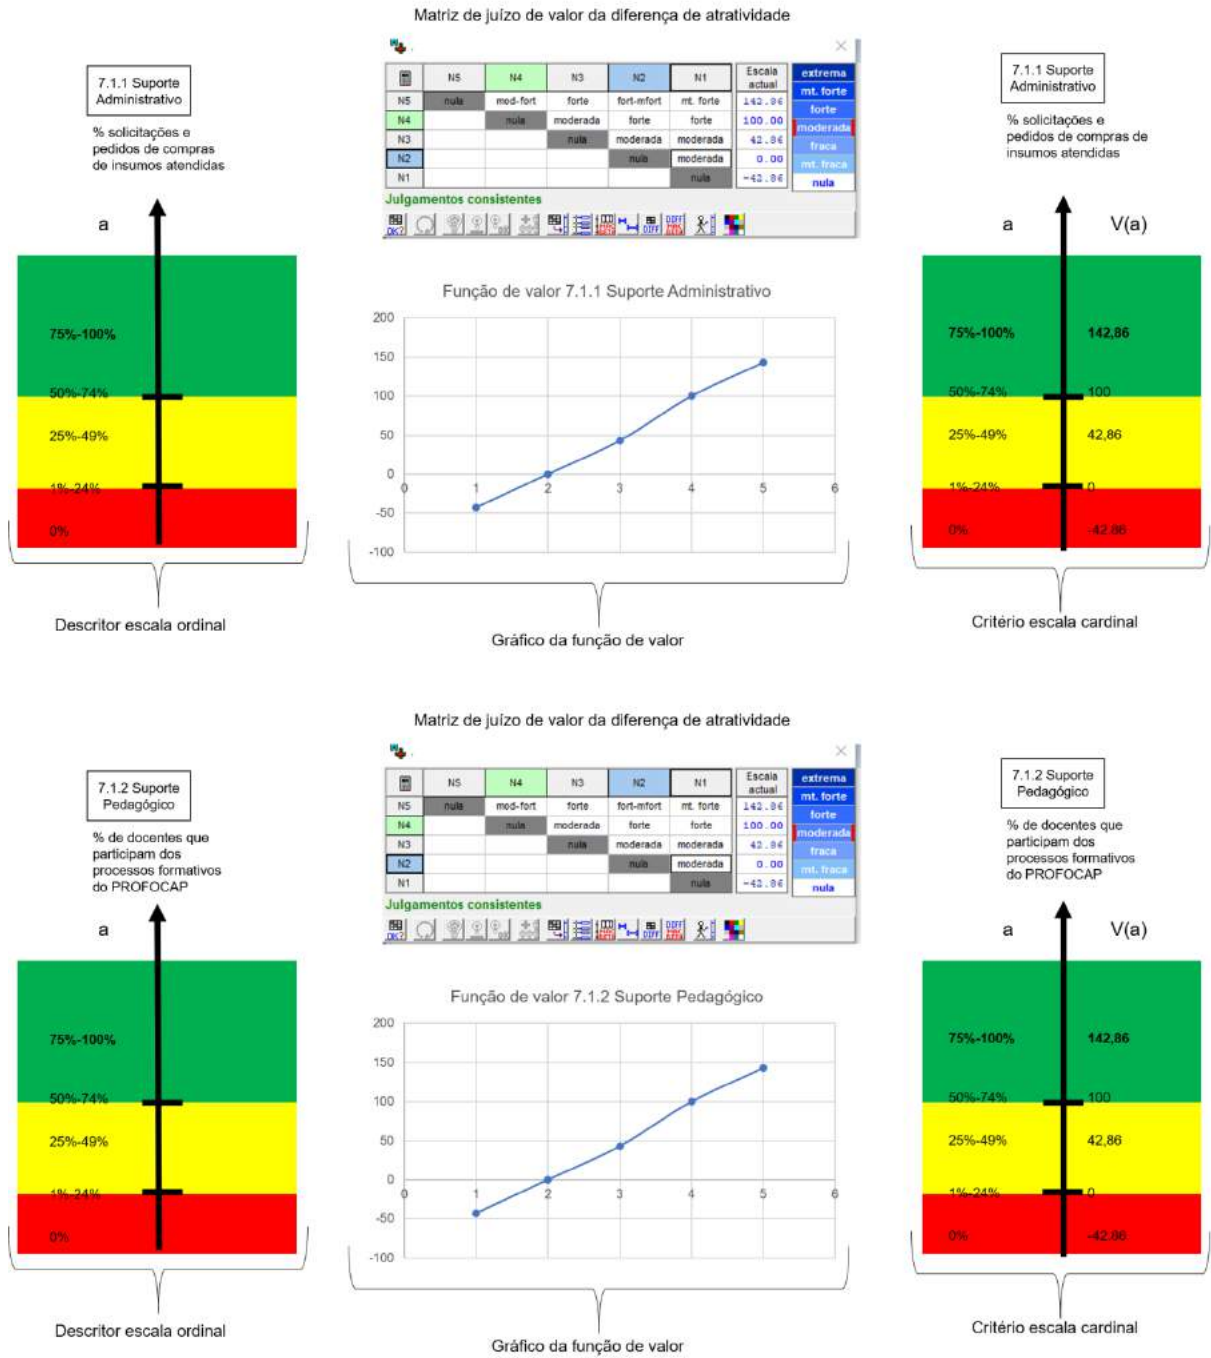 Matriz de juízo de valor da diferença de atratividade
7.1.1 Suporte
Administrativo
% solicitações e
pedidos de compras
de insumos atendidas
a
75%-100%
50%-74%
25%-49%
1%-24%
0%
Descritor escala ordinal
N5 N4 N3 N2 N1 Escala
actual
N5 nula mod-fort forte fort-mfort mt. forte 142.86
N4 nula moderada forte forte 100.00
N3 nula moderada moderada 42.86
N2 nula moderada 0.00
N1 nula -42.86
extrema
mt. forte
forte
moderada
fraca
mt. fraca
nula
Julgamentos consistentes
Função de valor 7.1.1 Suporte Administrativo
200
150
100
50
0
-50
-100
0 1 2 3 4 5 6
Gráfico da função de valor
7.1.1 Suporte
Administrativo
% solicitações e
pedidos de compras de
insumos atendidas
a V(a)
75%-100% 142,86
50%-74% 100
25%-49% 42,86
1%-24% 0
0% -42.86
Critério escala cardinal
Matriz de juízo de valor da diferença de atratividade
7.1.2 Suporte
Pedagógico
% de docentes que
participam dos
processos formativos
do PROFOCAP
a
75%-100%
50%-74%
25%-49%
1%-24%
0%
Descritor escala ordinal
N5 N4 N3 N2 N1 Escala
actual
N5 nula mod-fort forte fort-mfort mt. forte 142.86
N4 nula moderada forte forte 100.00
N3 nula moderada moderada 42.86
N2 nula moderada 0.00
N1 nula -42.86
extrema
mt. forte
forte
moderada
fraca
mt. fraca
nula
Julgamentos consistentes
Função de valor 7.1.2 Suporte Pedagógico
200
150
100
50
0
-50
-100
0 1 2 3 4 5 6
Gráfico da função de valor
7.1.2 Suporte
Pedagógico
% de docentes que
participam dos
processos formativos
do PROFOCAP
a V(a)
75%-100% 142,86
50%-74% 100
25%-49% 42,86
1%-24% 0
0% -42.86
Critério escala cardinal